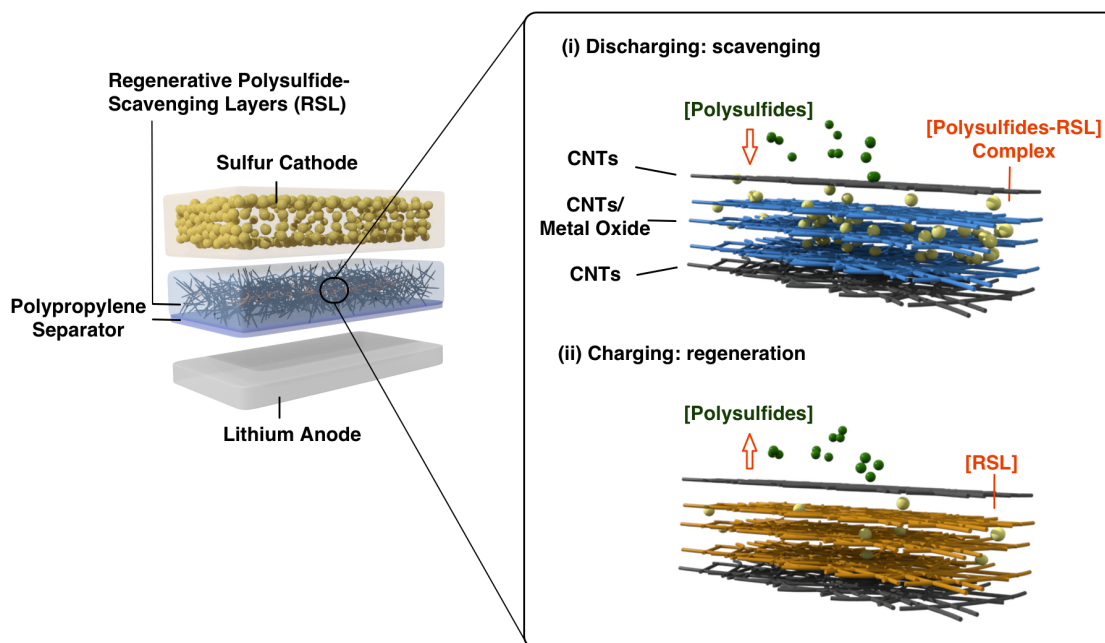 Regenerative Polysulfide-
Scavenging Layers (RSL)
Sulfur Cathode
Polypropylene
Separator
Lithium Anode
(i) Discharging: scavenging
[Polysulfides]
[Polysulfides-RSL]
Complex
CNTs
CNTs/
Metal Oxide
CNTs
(ii) Charging: regeneration
[Polysulfides]
[RSL]